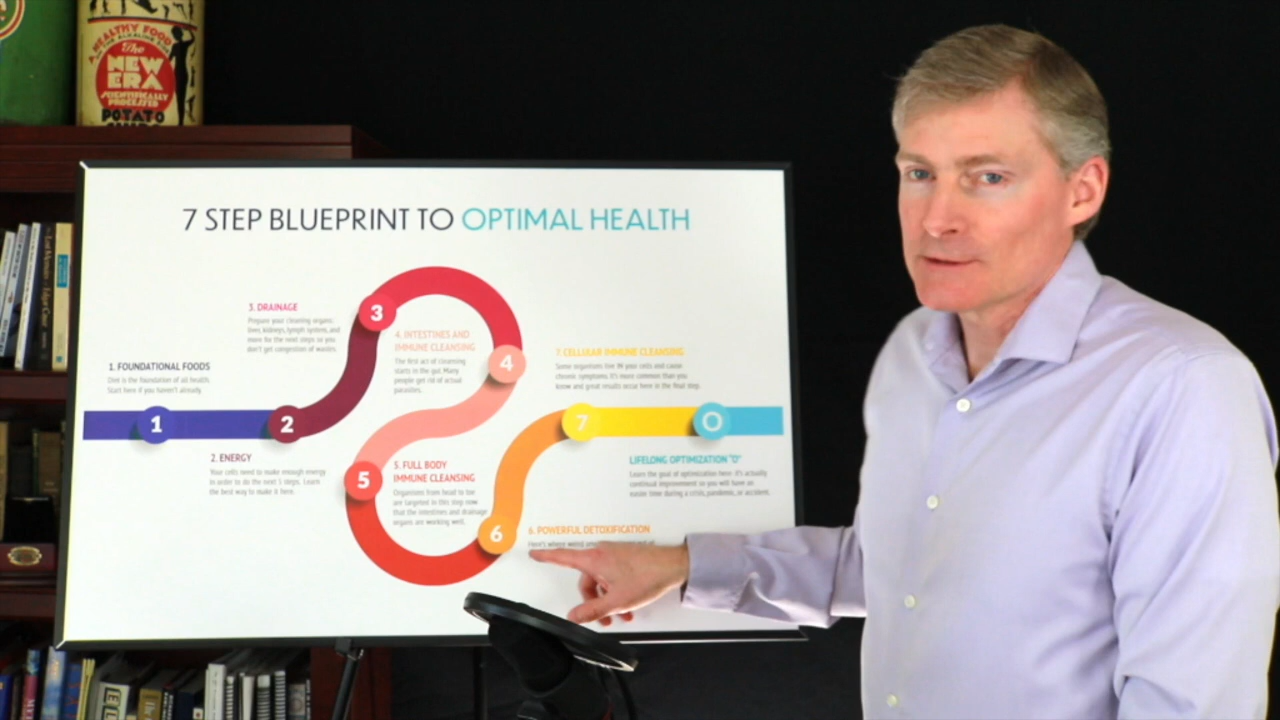 A HEALTHY FOOD
The
NEW
ERA
SCIENTIFICALLY
PROCESSED
POTATO
7 STEP BLUEPRINT TO OPTIMAL HEALTH
3. DRAINAGE
Prepare your cleaning organs:
liver, kidneys, lymph system, and
more for the next steps so you
don't get congestion of wastes.
3
4. INTESTINES AND
IMMUNE CLEANSING
The first act of cleansing
starts in the gut. Many
people get rid of actual
parasites.
4
7. CELLULAR IMMUNE CLEANSING
Some organisms live IN your cells and cause
chronic symptoms. It's more common than you
know and great results occur here in the final step.
1. FOUNDATIONAL FOODS
Diet is the foundation of all health.
Start here if you haven't already.
1
2
7
O
2. ENERGY
Your cells need to make enough energy
in order to do the next 5 steps. Learn
the best way to make it here.
5
5. FULL BODY
IMMUNE CLEANSING
Organisms from head to toe
are targeted in this step now
that the intestines and drainage
organs are working well.
LIFELONG OPTIMIZATION "O"
Learn the goal of optimization here. It's actually
continual improvement so you will have an
easier time during a crisis, pandemic, or accident.
6
6. POWERFUL DETOXIFICATION
Here's where